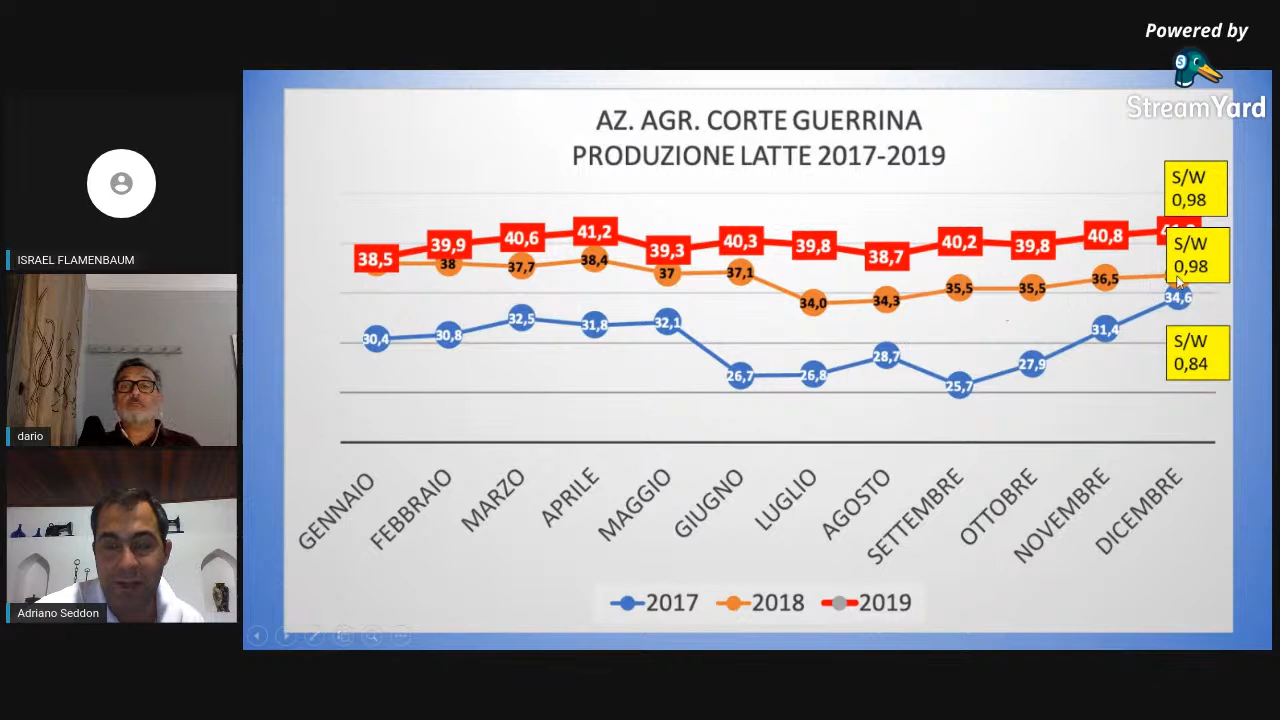 Powered by
StreamYard
ISRAEL FLAMENBAUM
dario
Adriano Seddon
AZ. AGR. CORTE GUERRINA
PRODUZIONE LATTE 2017-2019
S/W
0,98
S/W
0,98
S/W
0,84
38,5 39,9 40,6 41,2 39,3 40,3 39,8 38,7 40,2 39,8 40,8
38 37,7 38,4 37 37,1 34,0 34,3 35,5 35,5 36,5
30,4 30,8 32,5 31,8 32,1 26,7 26,8 28,7 25,7 27,9 31,4 34,6
GENNAIO
FEBBRAIO
MARZO
APRILE
MAGGIO
GIUGNO
LUGLIO
AGOSTO
SETTEMBRE
OTTOBRE
NOVEMBRE
DICEMBRE
2017 2018 2019